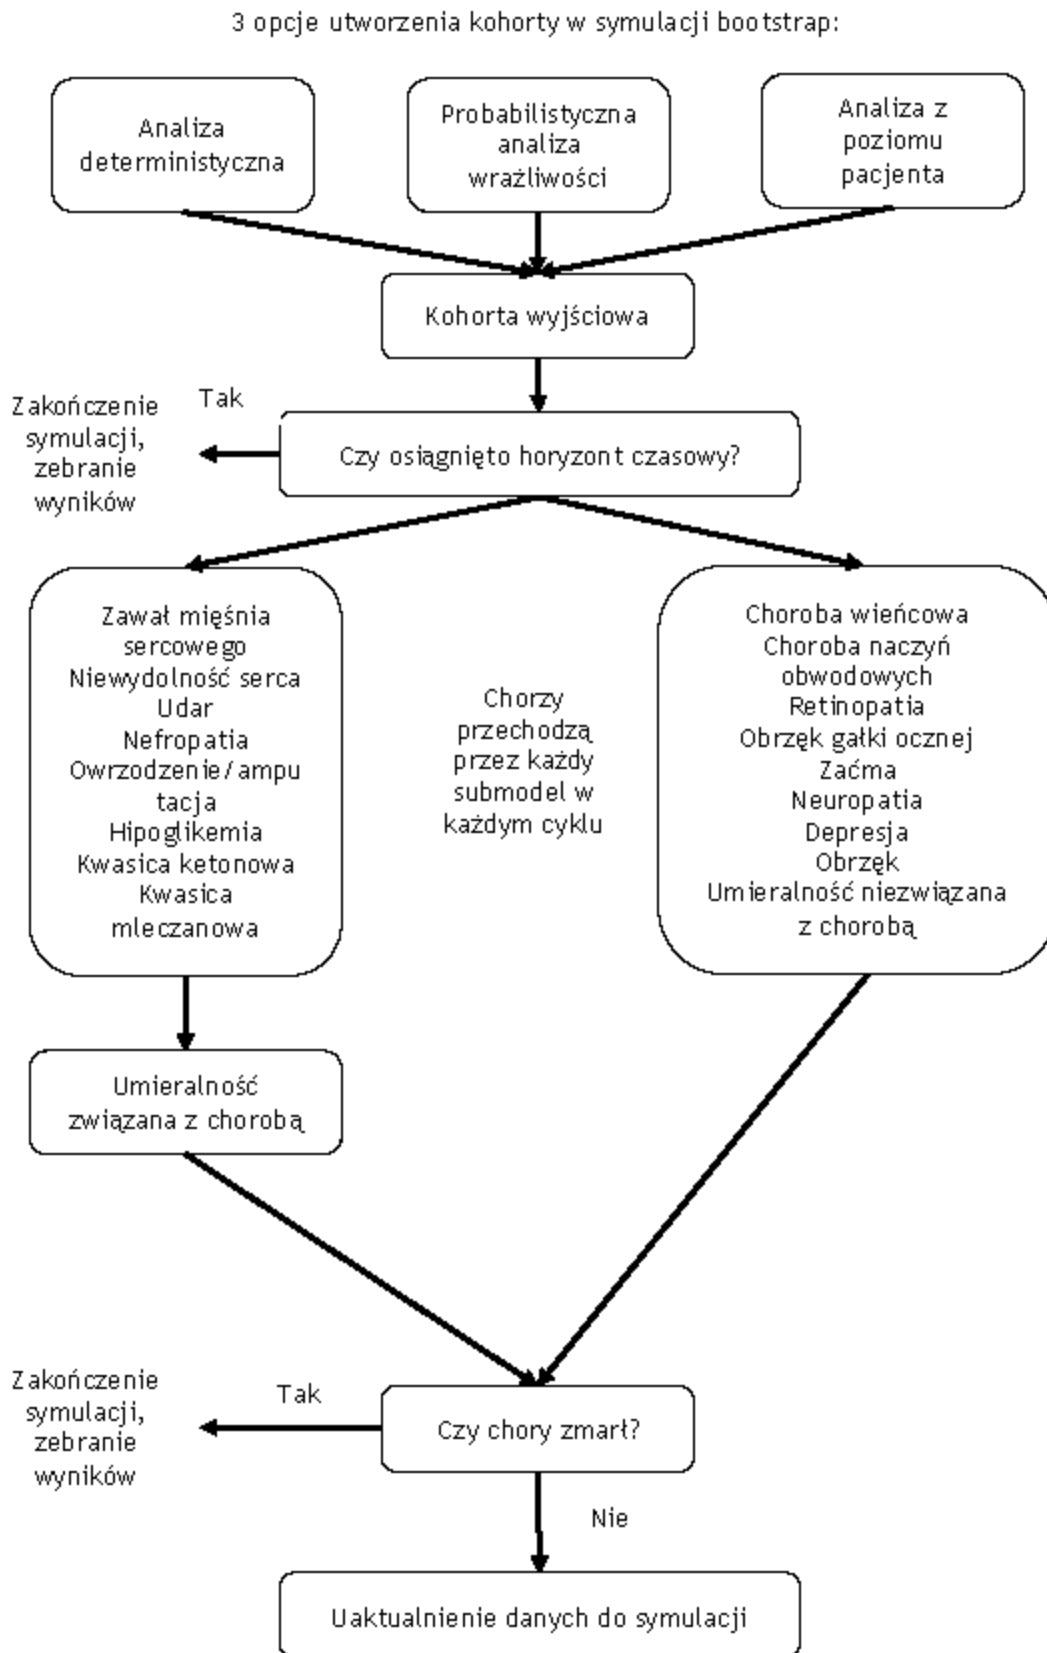 3 opcje utworzenia kohorty w symulacji bootstrap:
Analiza
deterministyczna
Probabilistyczna
analiza
wrażliwości
Analiza z
poziomu
pacjenta
Kohorta wyjściowa
Tak
Zakończenie
symulacji,
zebranie
wyników
Czy osiągnięto horyzont czasowy?
Zawał mięśnia
sercowego
Niewydolność serca
Udar
Nefropatia
Owrzodzenie/ampu
tacja
Hipoglikemia
Kwasica ketonowa
Kwasica
mleczanowa
Chorzy
przechodzą
przez każdy
submodel w
każdym cyklu
Choroba wieńcowa
Choroba naczyń
obwodowych
Retinopatia
Obrzęk gałki ocznej
Zaćma
Neuropatia
Depresja
Obrzęk
Umieralność niezwiązana
z chorobą
Umieralność
związana z chorobą
Zakończenie
symulacji,
zebranie
wyników
Tak
Czy chory zmarł?
Nie
Uaktualnienie danych do symulacji